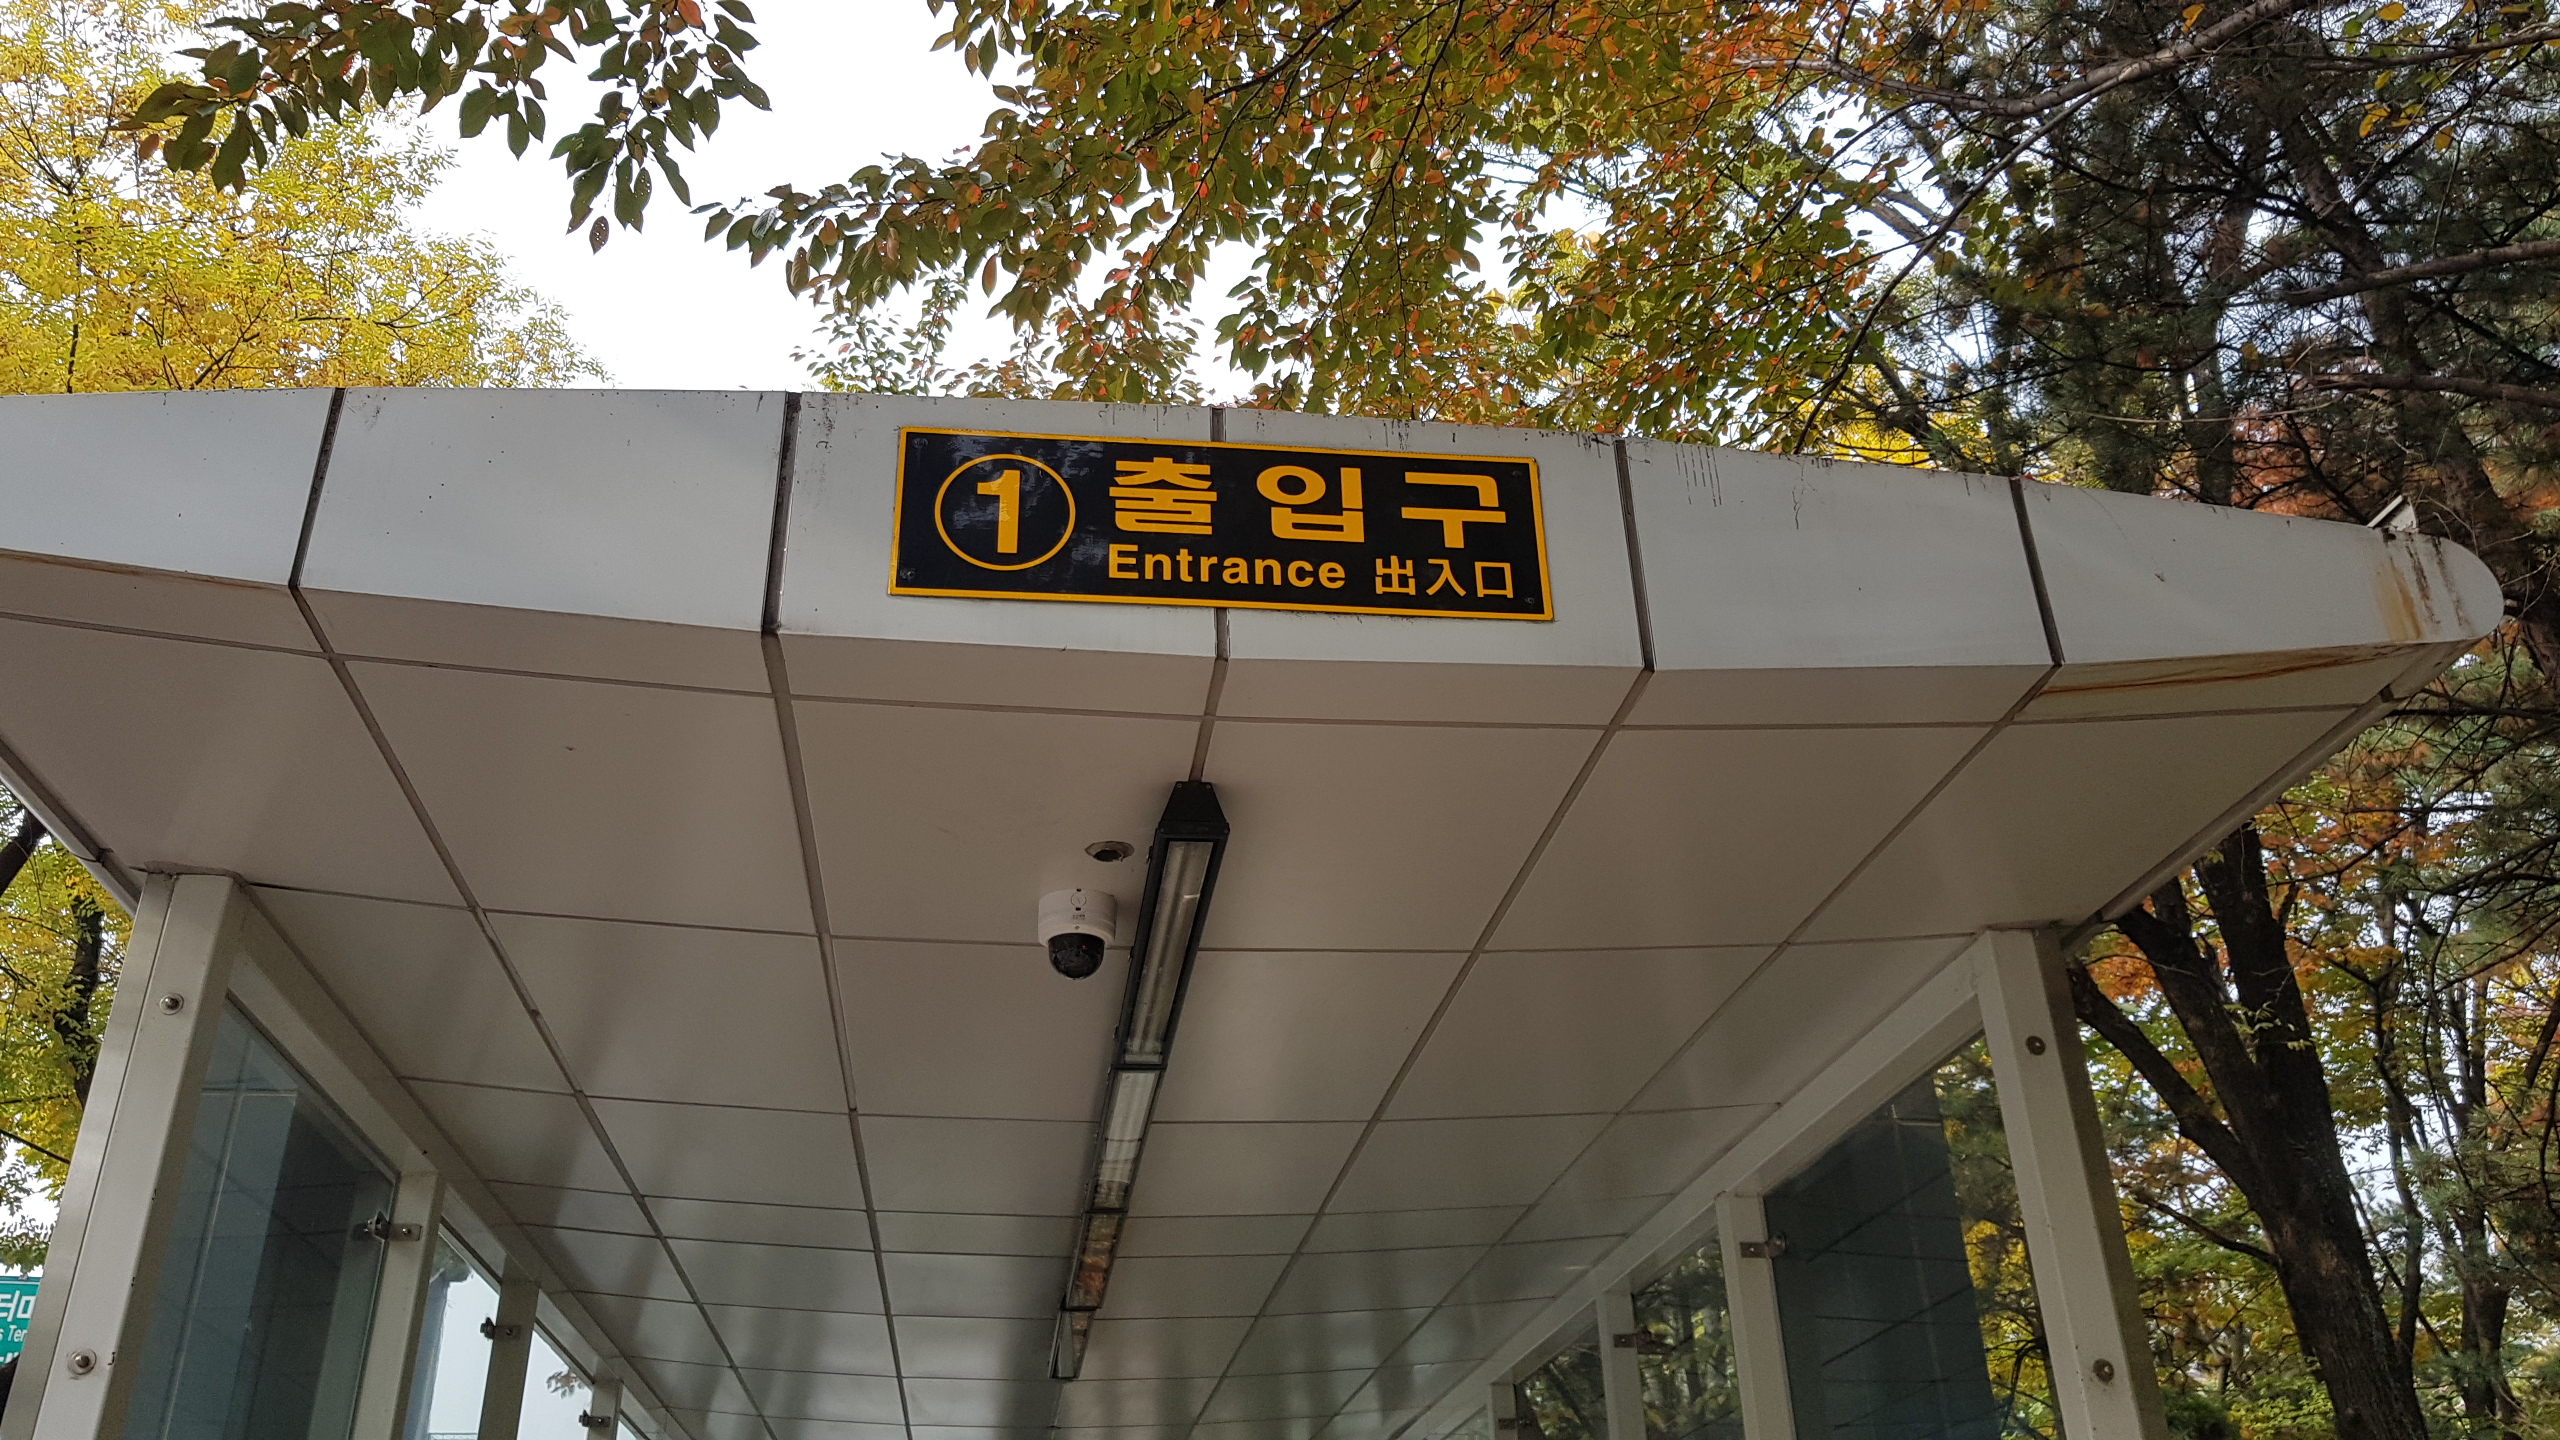 ① 출입구
Entrance 出入口